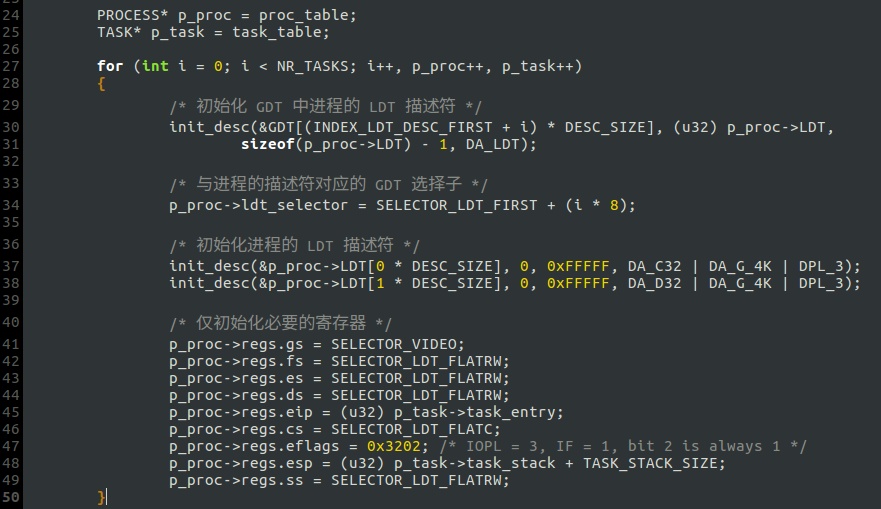 24 PROCESS* p_proc = proc_table;
25 TASK* p_task = task_table;
26
27 for (int i = 0; i < NR_TASKS; i++, p_proc++, p_task++)
28 {
29 /* 初始化 GDT 中进程的 LDT 描述符 */
30 init_desc(&GDT[(INDEX_LDT_DESC_FIRST + i) * DESC_SIZE], (u32) p_proc->LDT,
31 sizeof(p_proc->LDT) - 1, DA_LDT);
32
33 /* 与进程的描述符对应的 GDT 选择子 */
34 p_proc->ldt_selector = SELECTOR_LDT_FIRST + (i * 8);
35
36 /* 初始化进程的 LDT 描述符 */
37 init_desc(&p_proc->LDT[0 * DESC_SIZE], 0, 0xFFFFF, DA_C32 | DA_G_4K | DPL_3);
38 init_desc(&p_proc->LDT[1 * DESC_SIZE], 0, 0xFFFFF, DA_D32 | DA_G_4K | DPL_3);
39
40 /* 仅初始化必要的寄存器 */
41 p_proc->regs.gs = SELECTOR_VIDEO;
42 p_proc->regs.fs = SELECTOR_LDT_FLATRW;
43 p_proc->regs.es = SELECTOR_LDT_FLATRW;
44 p_proc->regs.ds = SELECTOR_LDT_FLATRW;
45 p_proc->regs.eip = (u32) p_task->task_entry;
46 p_proc->regs.cs = SELECTOR_LDT_FLATC;
47 p_proc->regs.eflags = 0x3202; /* IOPL = 3, IF = 1, bit 2 is always 1 */
48 p_proc->regs.esp = (u32) p_task->task_stack + TASK_STACK_SIZE;
49 p_proc->regs.ss = SELECTOR_LDT_FLATRW;
50 }